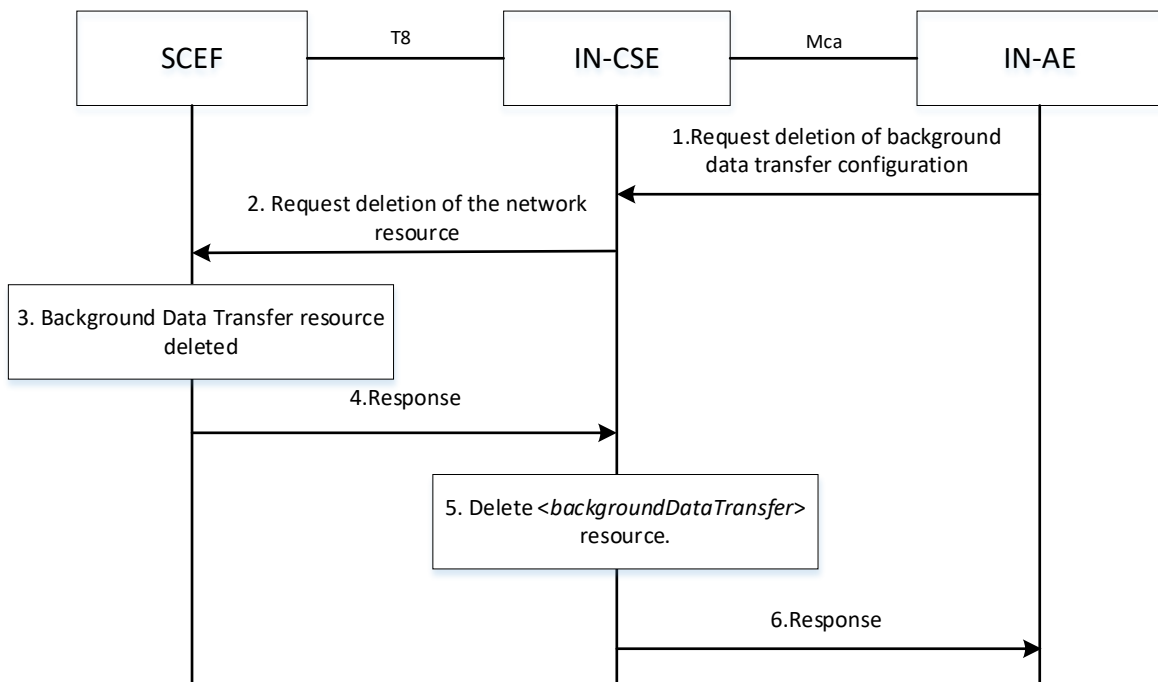 SCEF
T8
IN-CSE
Mca
IN-AE
1.Request deletion of background
data transfer configuration
2. Request deletion of the network
resource
3. Background Data Transfer resource
deleted
4.Response
5. Delete <backgroundDataTransfer>
resource.
6.Response